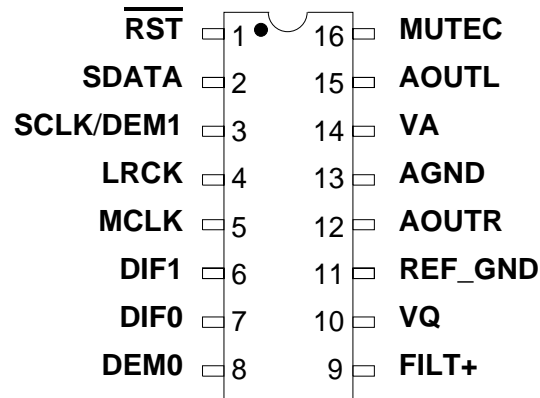 RST 1 16 MUTEC
SDATA 2 15 AOUTL
SCLK/DEM1 3 14 VA
LRCK 4 13 AGND
MCLK 5 12 AOUTR
DIF1 6 11 REF_GND
DIF0 7 10 VQ
DEM0 8 9 FILT+